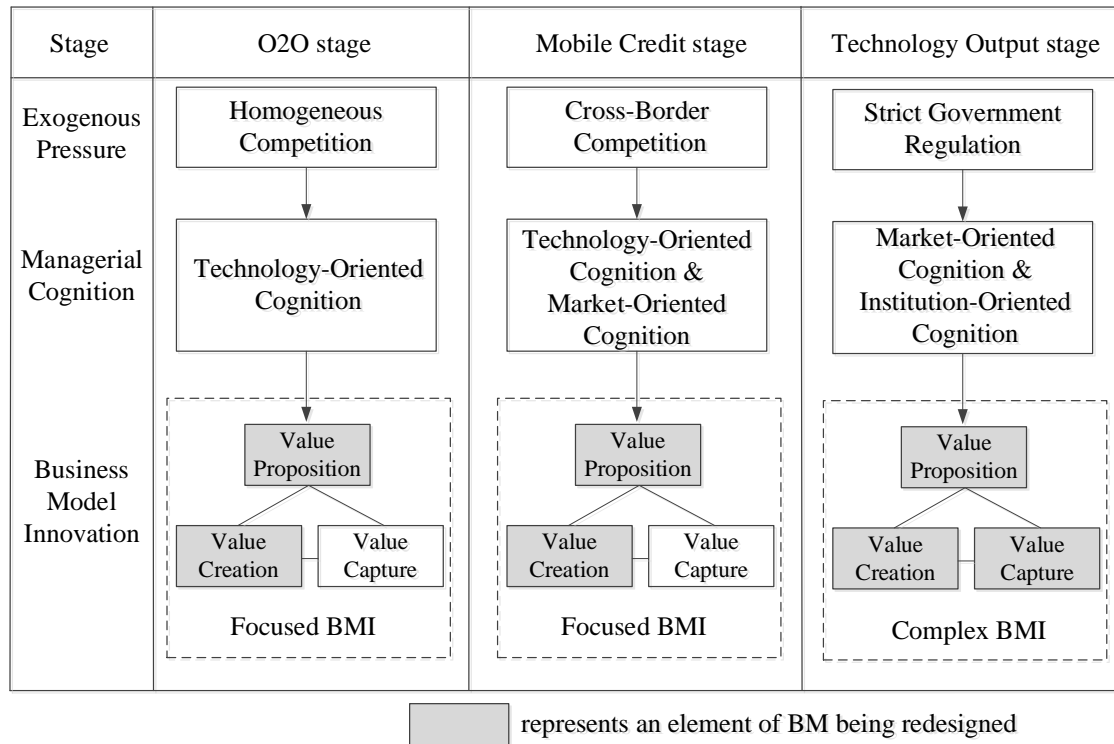 Stage
O2O stage
Mobile Credit stage
Technology Output stage
Exogenous
Pressure
Homogeneous
Competition
Cross-Border
Competition
Strict Government
Regulation
Managerial
Cognition
Technology-Oriented
Cognition
Technology-Oriented
Cognition &
Market-Oriented
Cognition
Market-Oriented
Cognition &
Institution-Oriented
Cognition
Business
Model
Innovation
Value
Proposition
Value
Creation
Value
Capture
Focused BMI
Value
Proposition
Value
Creation
Value
Capture
Focused BMI
Value
Proposition
Value
Creation
Value
Capture
Complex BMI
represents an element of BM being redesigned